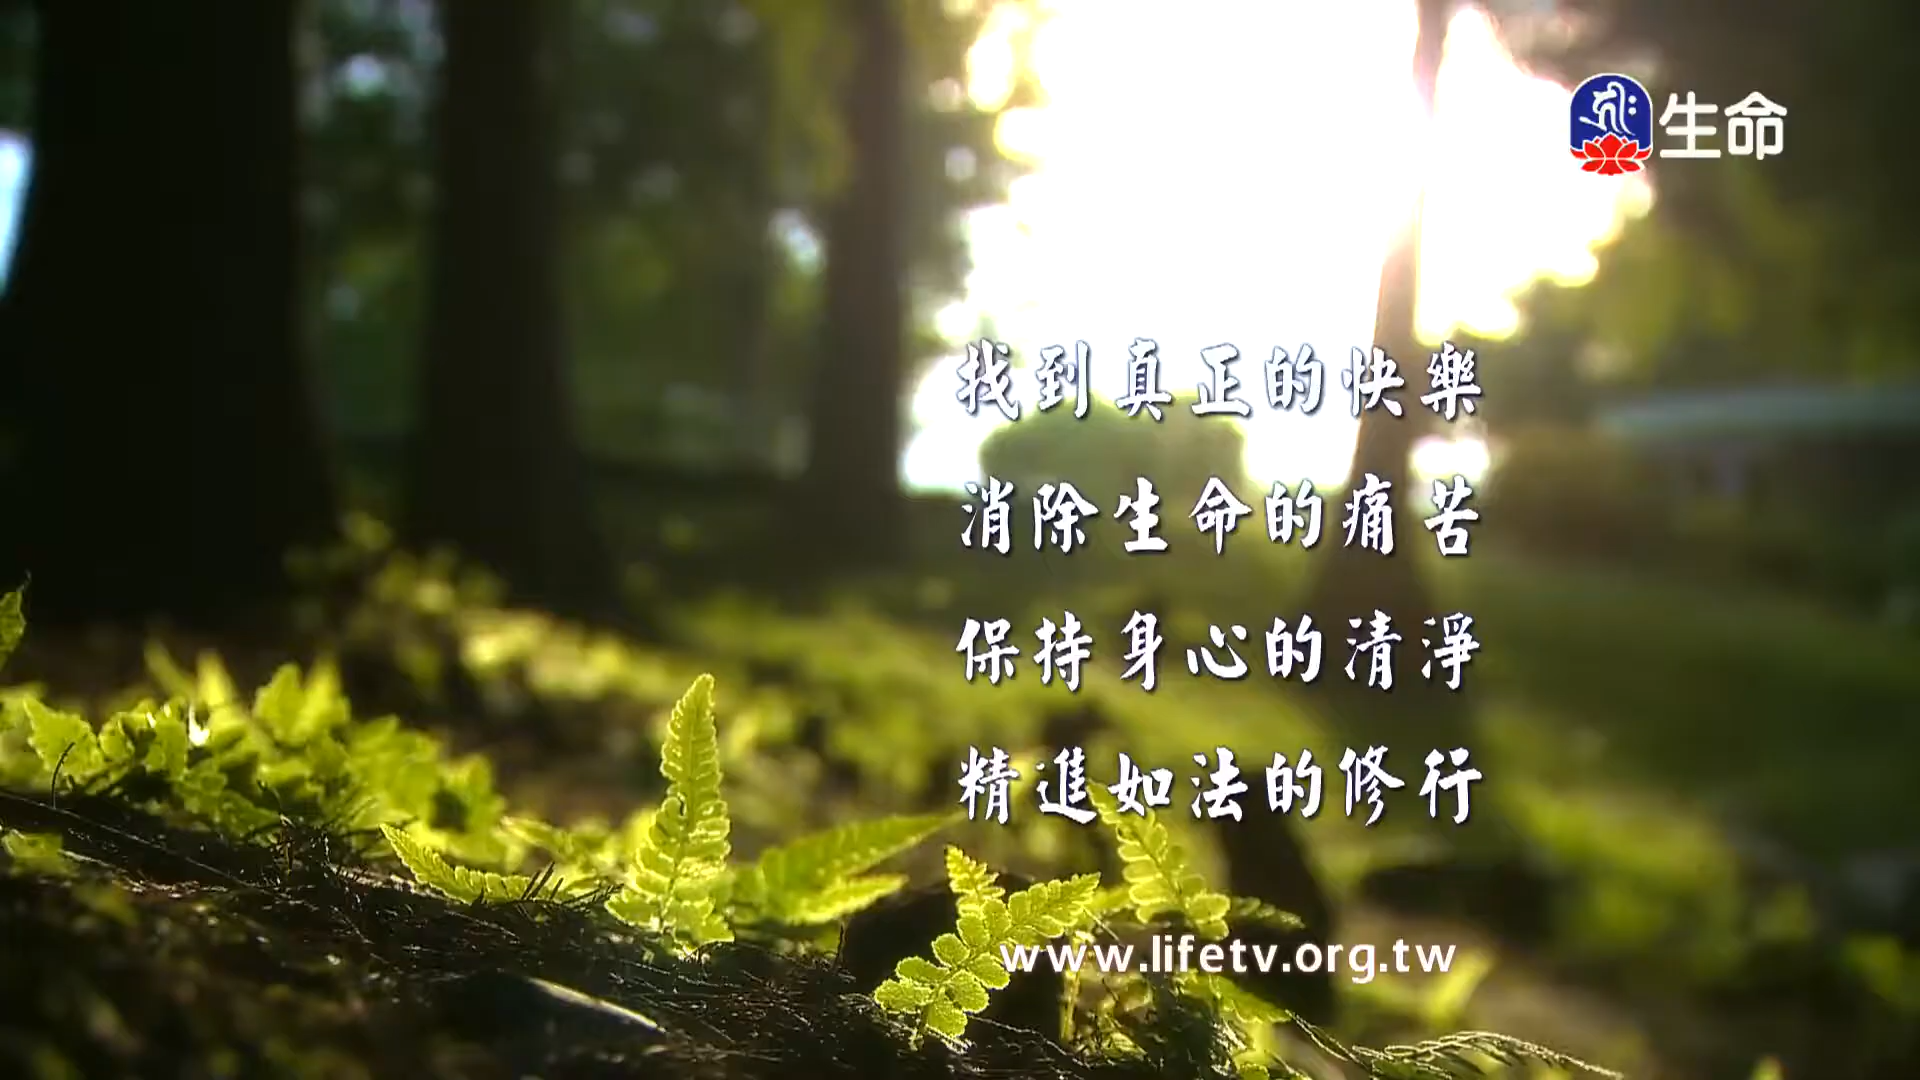 生命
找到真正的快樂
消除生命的痛苦
保持身心的清淨
精進如法的修行
www.lifetv.org.tw